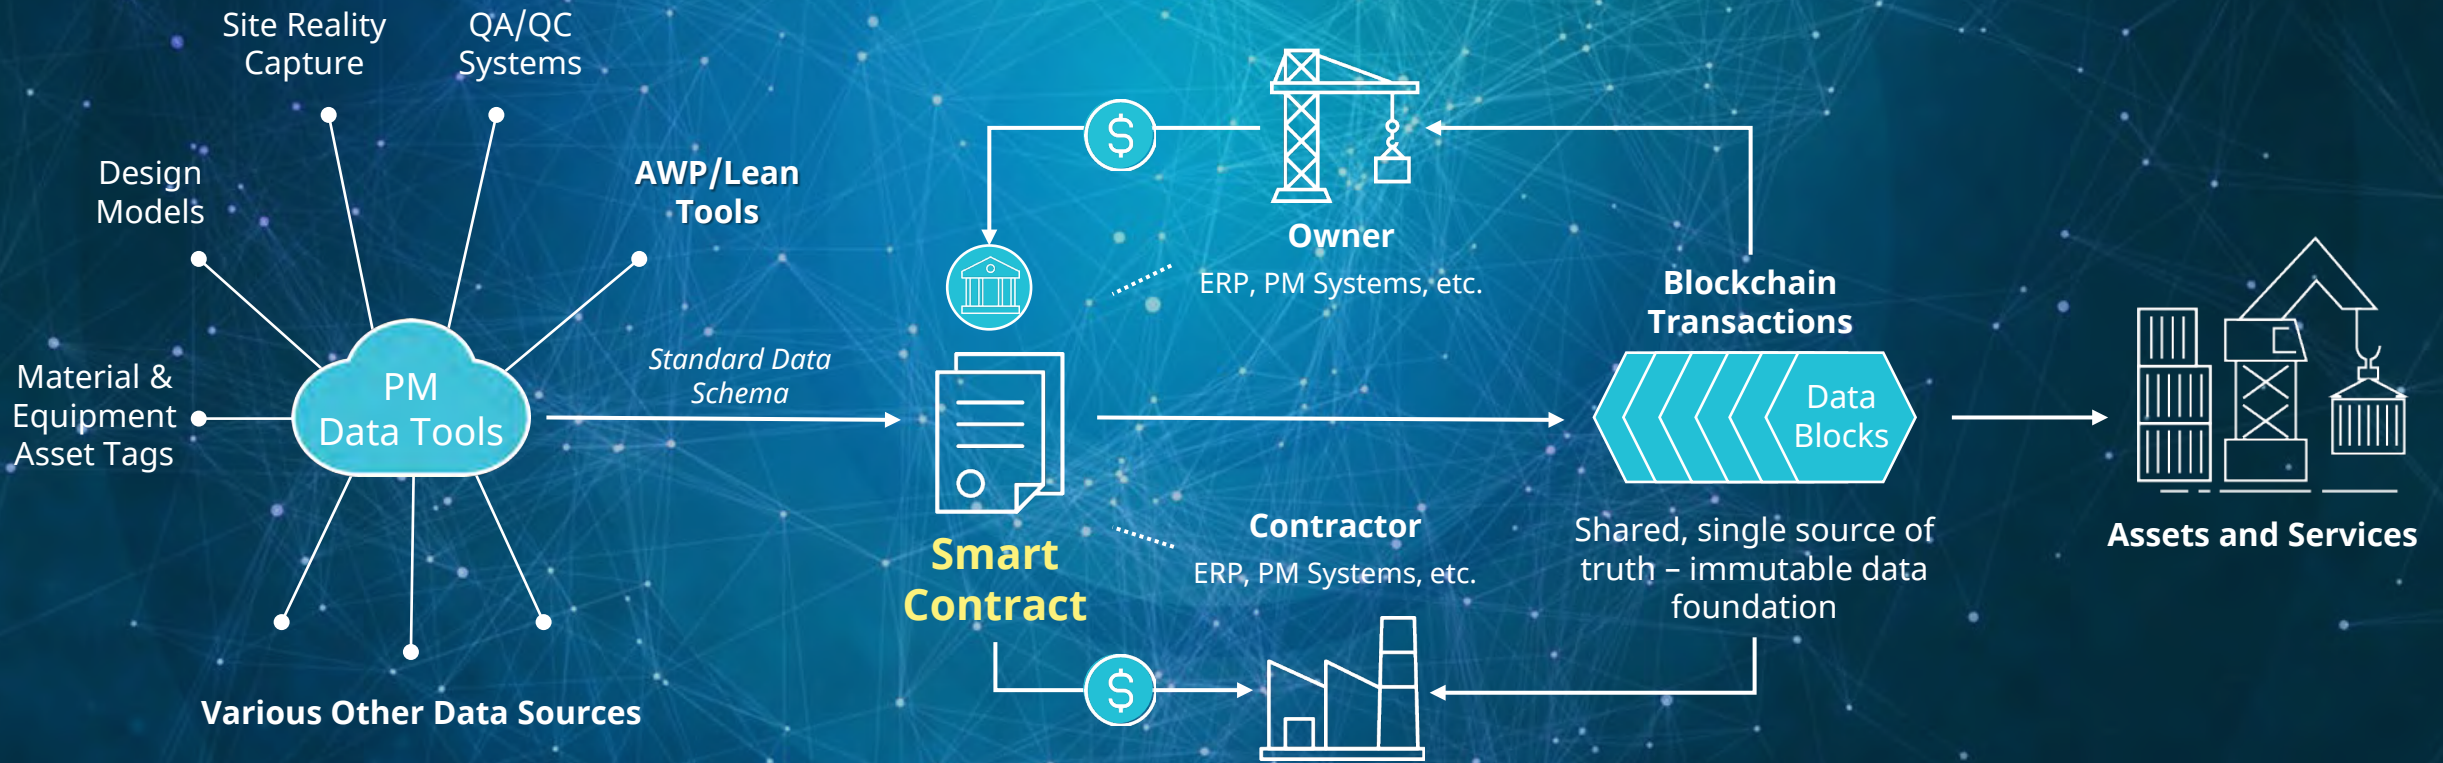 Site Reality
Capture
QA/QC
Systems
Design
Models
AWP/Lean
Tools
Material &
Equipment
Asset Tags
PM
Data Tools
Various Other Data Sources
Standard Data
Schema
Smart
Contract
$
Owner
ERP, PM Systems, etc.
Contractor
ERP, PM Systems, etc.
$
Blockchain
Transactions
Data
Blocks
Shared, single source of
truth – immutable data
foundation
Assets and Services